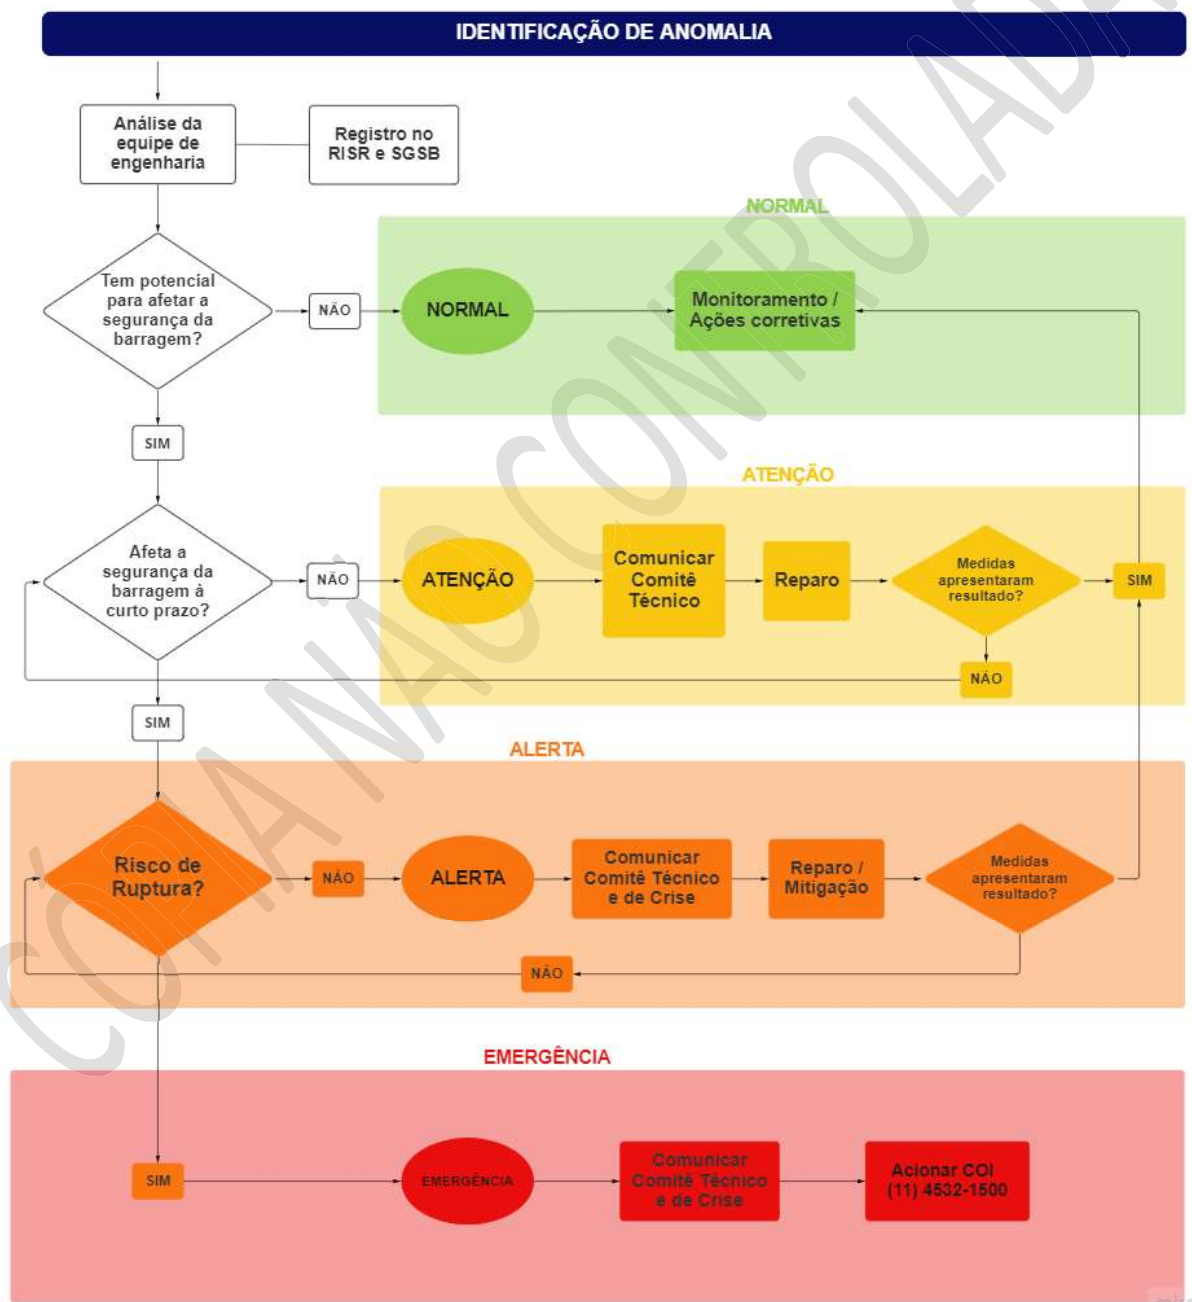 IDENTIFICAÇÃO DE ANOMALIA
Análise da
equipe de
engenharia
Registro no
RISR e SGSB
NORMAL
Tem potencial
para afetar a
segurança da
barragem?
NÃO
NORMAL
Monitoramento /
Ações corretivas
SIM
ATENÇÃO
Afeta a
segurança da
barragem à
curto prazo?
NÃO
ATENÇÃO
Comunicar
Comitê
Técnico
Reparo
Medidas
apresentaram
resultado?
SIM
NÃO
SIM
ALERTA
Risco de
Ruptura?
NÃO
ALERTA
Comunicar
Comitê Técnico
e de Crise
Reparo /
Mitigação
Medidas
apresentaram
resultado?
NÃO
EMERGÊNCIA
SIM
EMERGÊNCIA
Comunicar
Comitê Técnico
e de Crise
Acionar COI
(11) 4532-1500
CÓPIA NÃO CONTROLADA